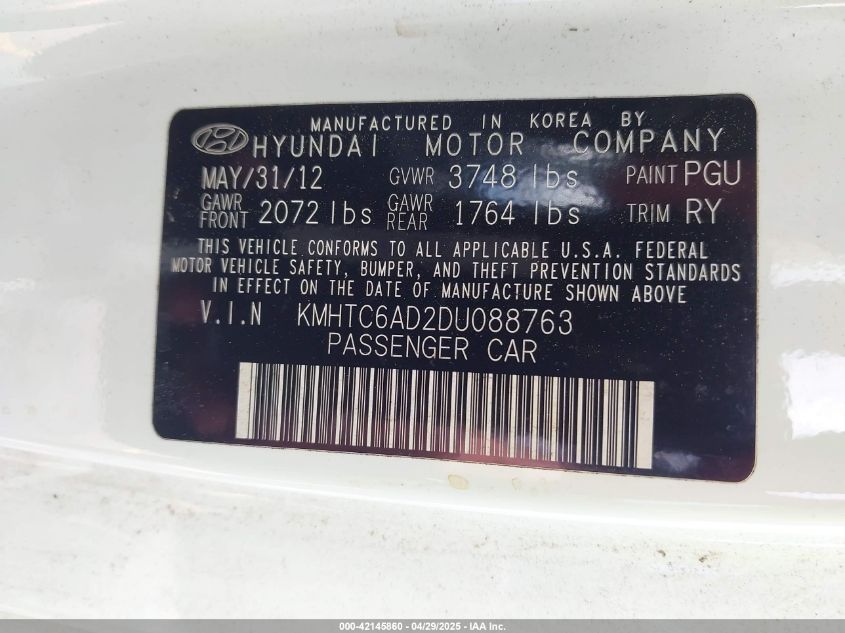 MANUFACTURED IN KOREA BY
HYUNDAI MOTOR COMPANY
MAY/31/12 GVWR 3748 lbs PAINT PGU
GAWR FRONT 2072 lbs GAWR REAR 1764 lbs TRIM RY
THIS VEHICLE CONFORMS TO ALL APPLICABLE U.S.A. FEDERAL
MOTOR VEHICLE SAFETY, BUMPER, AND THEFT PREVENTION STANDARDS
IN EFFECT ON THE DATE OF MANUFACTURE SHOWN ABOVE
V.I.N KMHTC6AD2DU088763
PASSENGER CAR
000-42145860 - 04/29/2025 - IAA Inc.